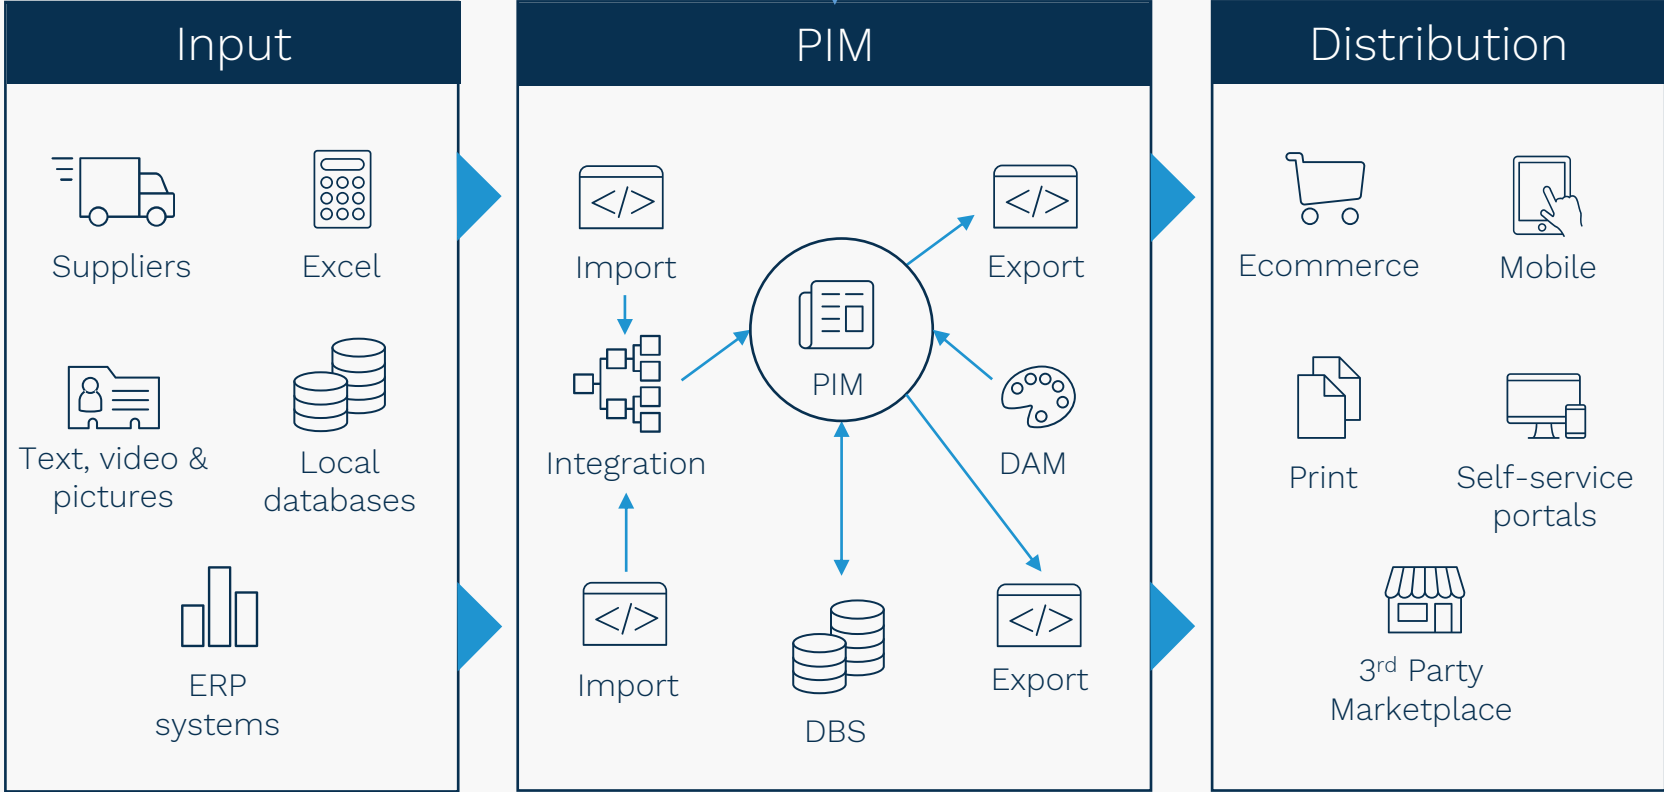 Input
Suppliers
Excel
Text, video &
pictures
Local
databases
ERP
systems
PIM
</>
Import
Integration
</>
Import
PIM
DBS
</>
Export
DAM
</>
Export
Distribution
Ecommerce
Mobile
Print
Self-service
portals
3rd Party
Marketplace